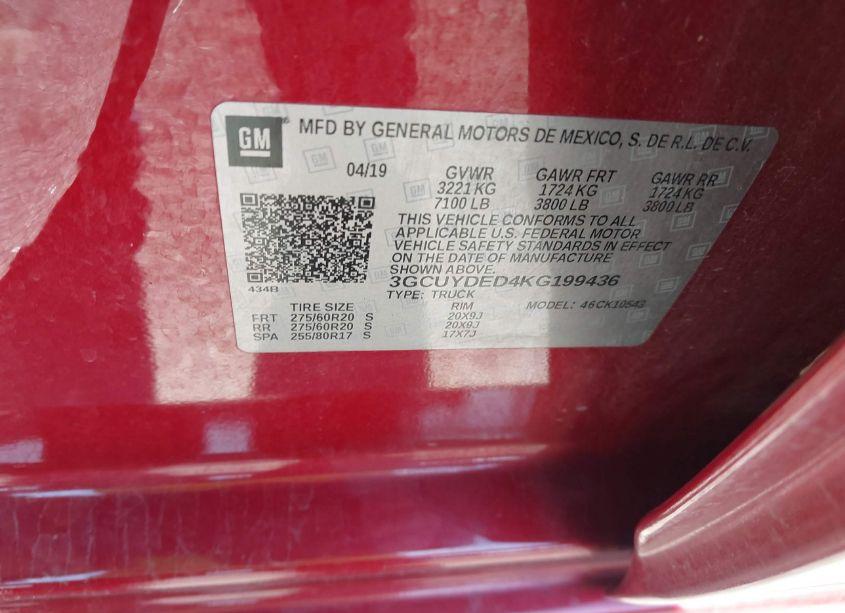 GM
MFD BY GENERAL MOTORS DE MEXICO, S. DE R.L. DE C.V.
04/19 GVWR GAWR FRT GAWR RR
3221 KG 1724 KG 1724 KG
7100 LB 3800 LB 3800 LB
THIS VEHICLE CONFORMS TO ALL
APPLICABLE U.S. FEDERAL MOTOR
VEHICLE SAFETY STANDARDS IN EFFECT
ON THE DATE OF MANUFACTURE
SHOWN ABOVE.
434B 3GCUYDED4KG199436
TYPE: TRUCK MODEL: 46CK10543
TIRE SIZE RIM
FRT 275/60R20 S 20X9J
RR 275/60R20 S 20X9J
SPA 255/80R17 S 17X7J